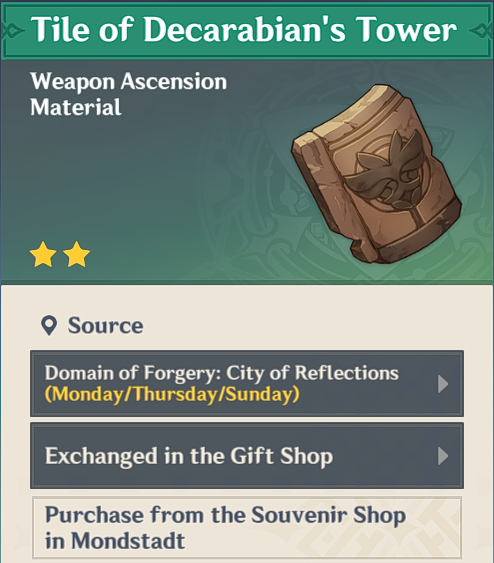 Tile of Decarabian's Tower
Weapon Ascension
Material
Source
Domain of Forgery: City of Reflections
(Monday/Thursday/Sunday)
Exchanged in the Gift Shop
Purchase from the Souvenir Shop
in Mondstadt